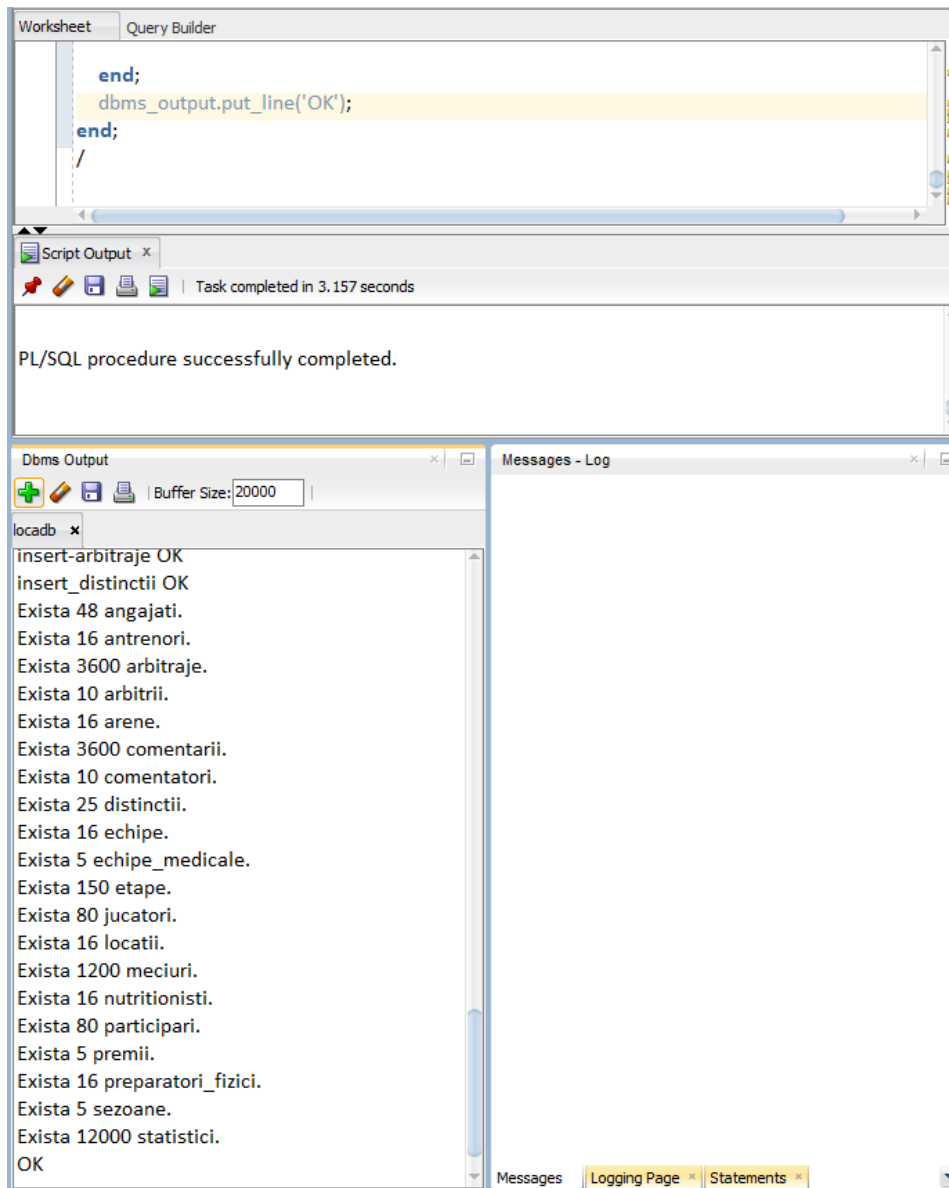 Worksheet Query Builder
end;
dbms_output.put_line('OK');
end;
/
Script Output x
Task completed in 3.157 seconds
PL/SQL procedure successfully completed.
Dbms Output
Buffer Size: 20000
locadb x
insert-arbitraje OK
insert_distinctii OK
Exista 48 angajati.
Exista 16 antrenori.
Exista 3600 arbitraje.
Exista 10 arbitrii.
Exista 16 arene.
Exista 3600 comentarii.
Exista 10 comentatori.
Exista 25 distinctii.
Exista 16 echipe.
Exista 5 echipe_medicale.
Exista 150 etape.
Exista 80 jucatori.
Exista 16 locatii.
Exista 1200 meciuri.
Exista 16 nutritionisti.
Exista 80 participari.
Exista 5 premii.
Exista 16 preparatori_fizici.
Exista 5 sezoane.
Exista 12000 statistici.
OK
Messages - Log
Messages Logging Page x Statements x